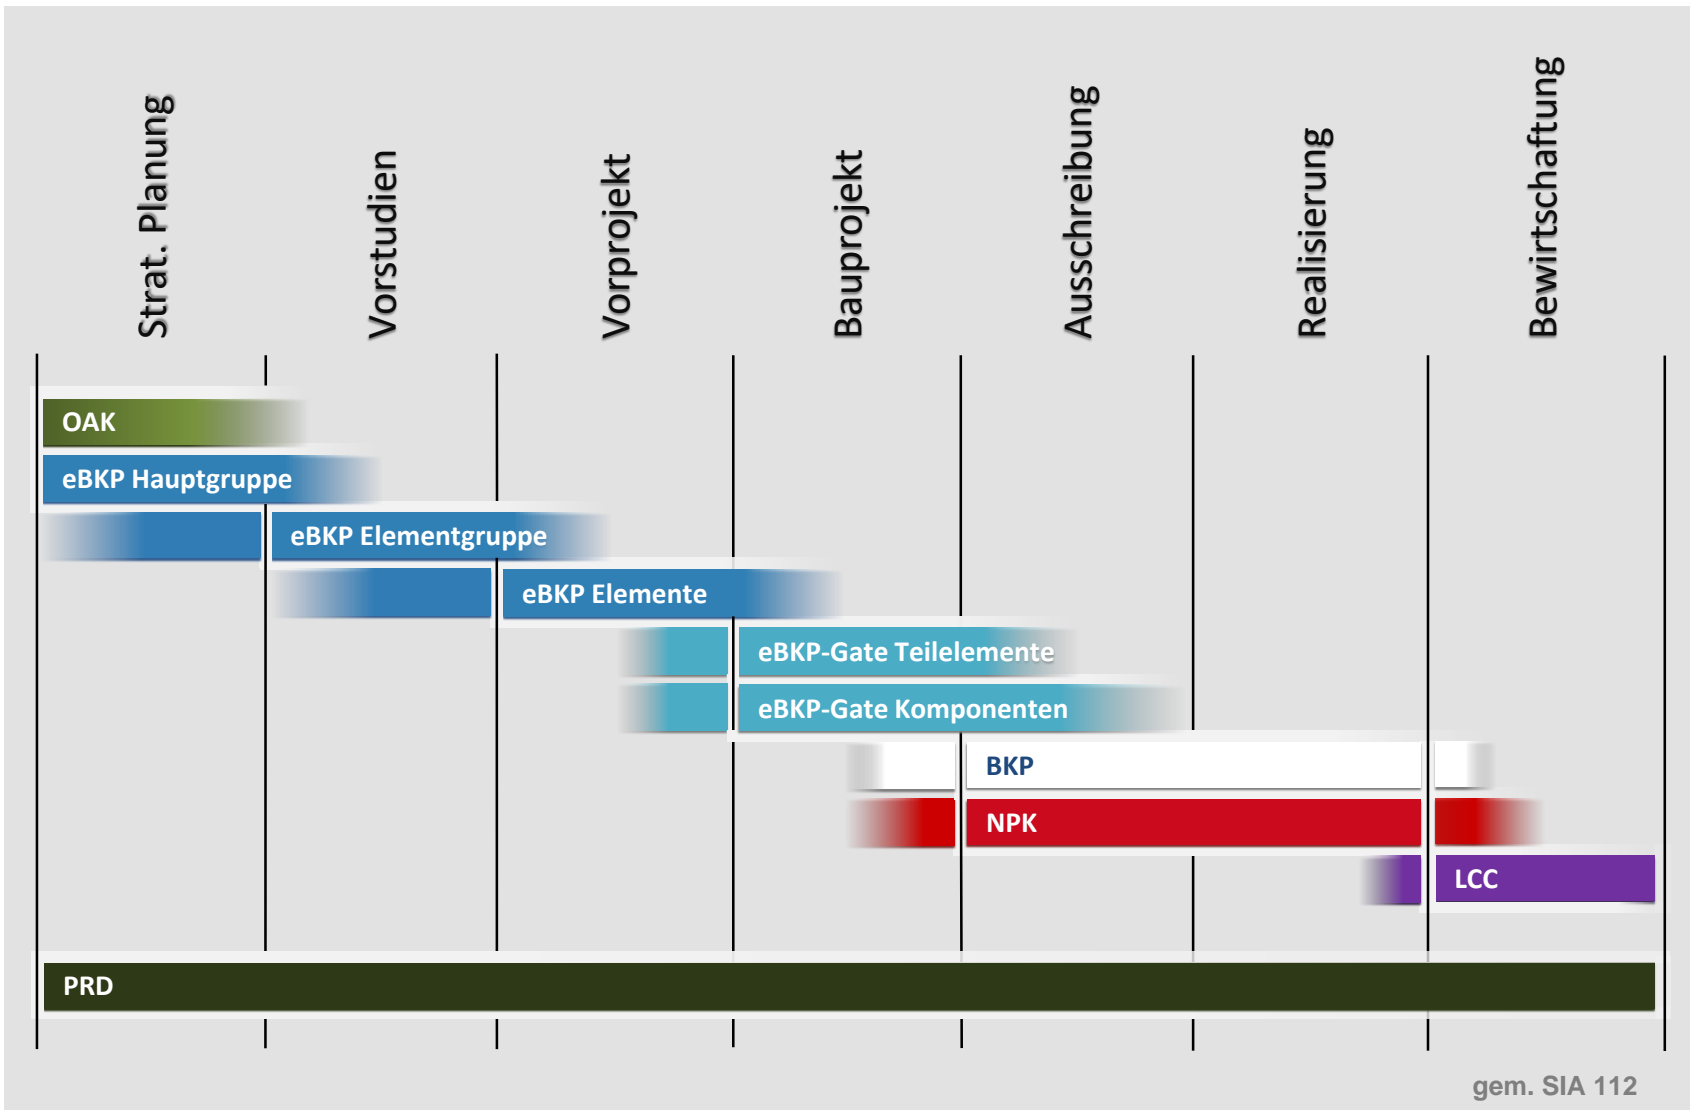 Strat. Planung
Vorstudien
Vorprojekt
Bauprojekt
Ausschreibung
Realisierung
Bewirtschaftung
OAK
eBKP Hauptgruppe
eBKP Elementgruppe
eBKP Elemente
eBKP-Gate Teilelemente
eBKP-Gate Komponenten
BKP
NPK
LCC
PRD
gem. SIA 112